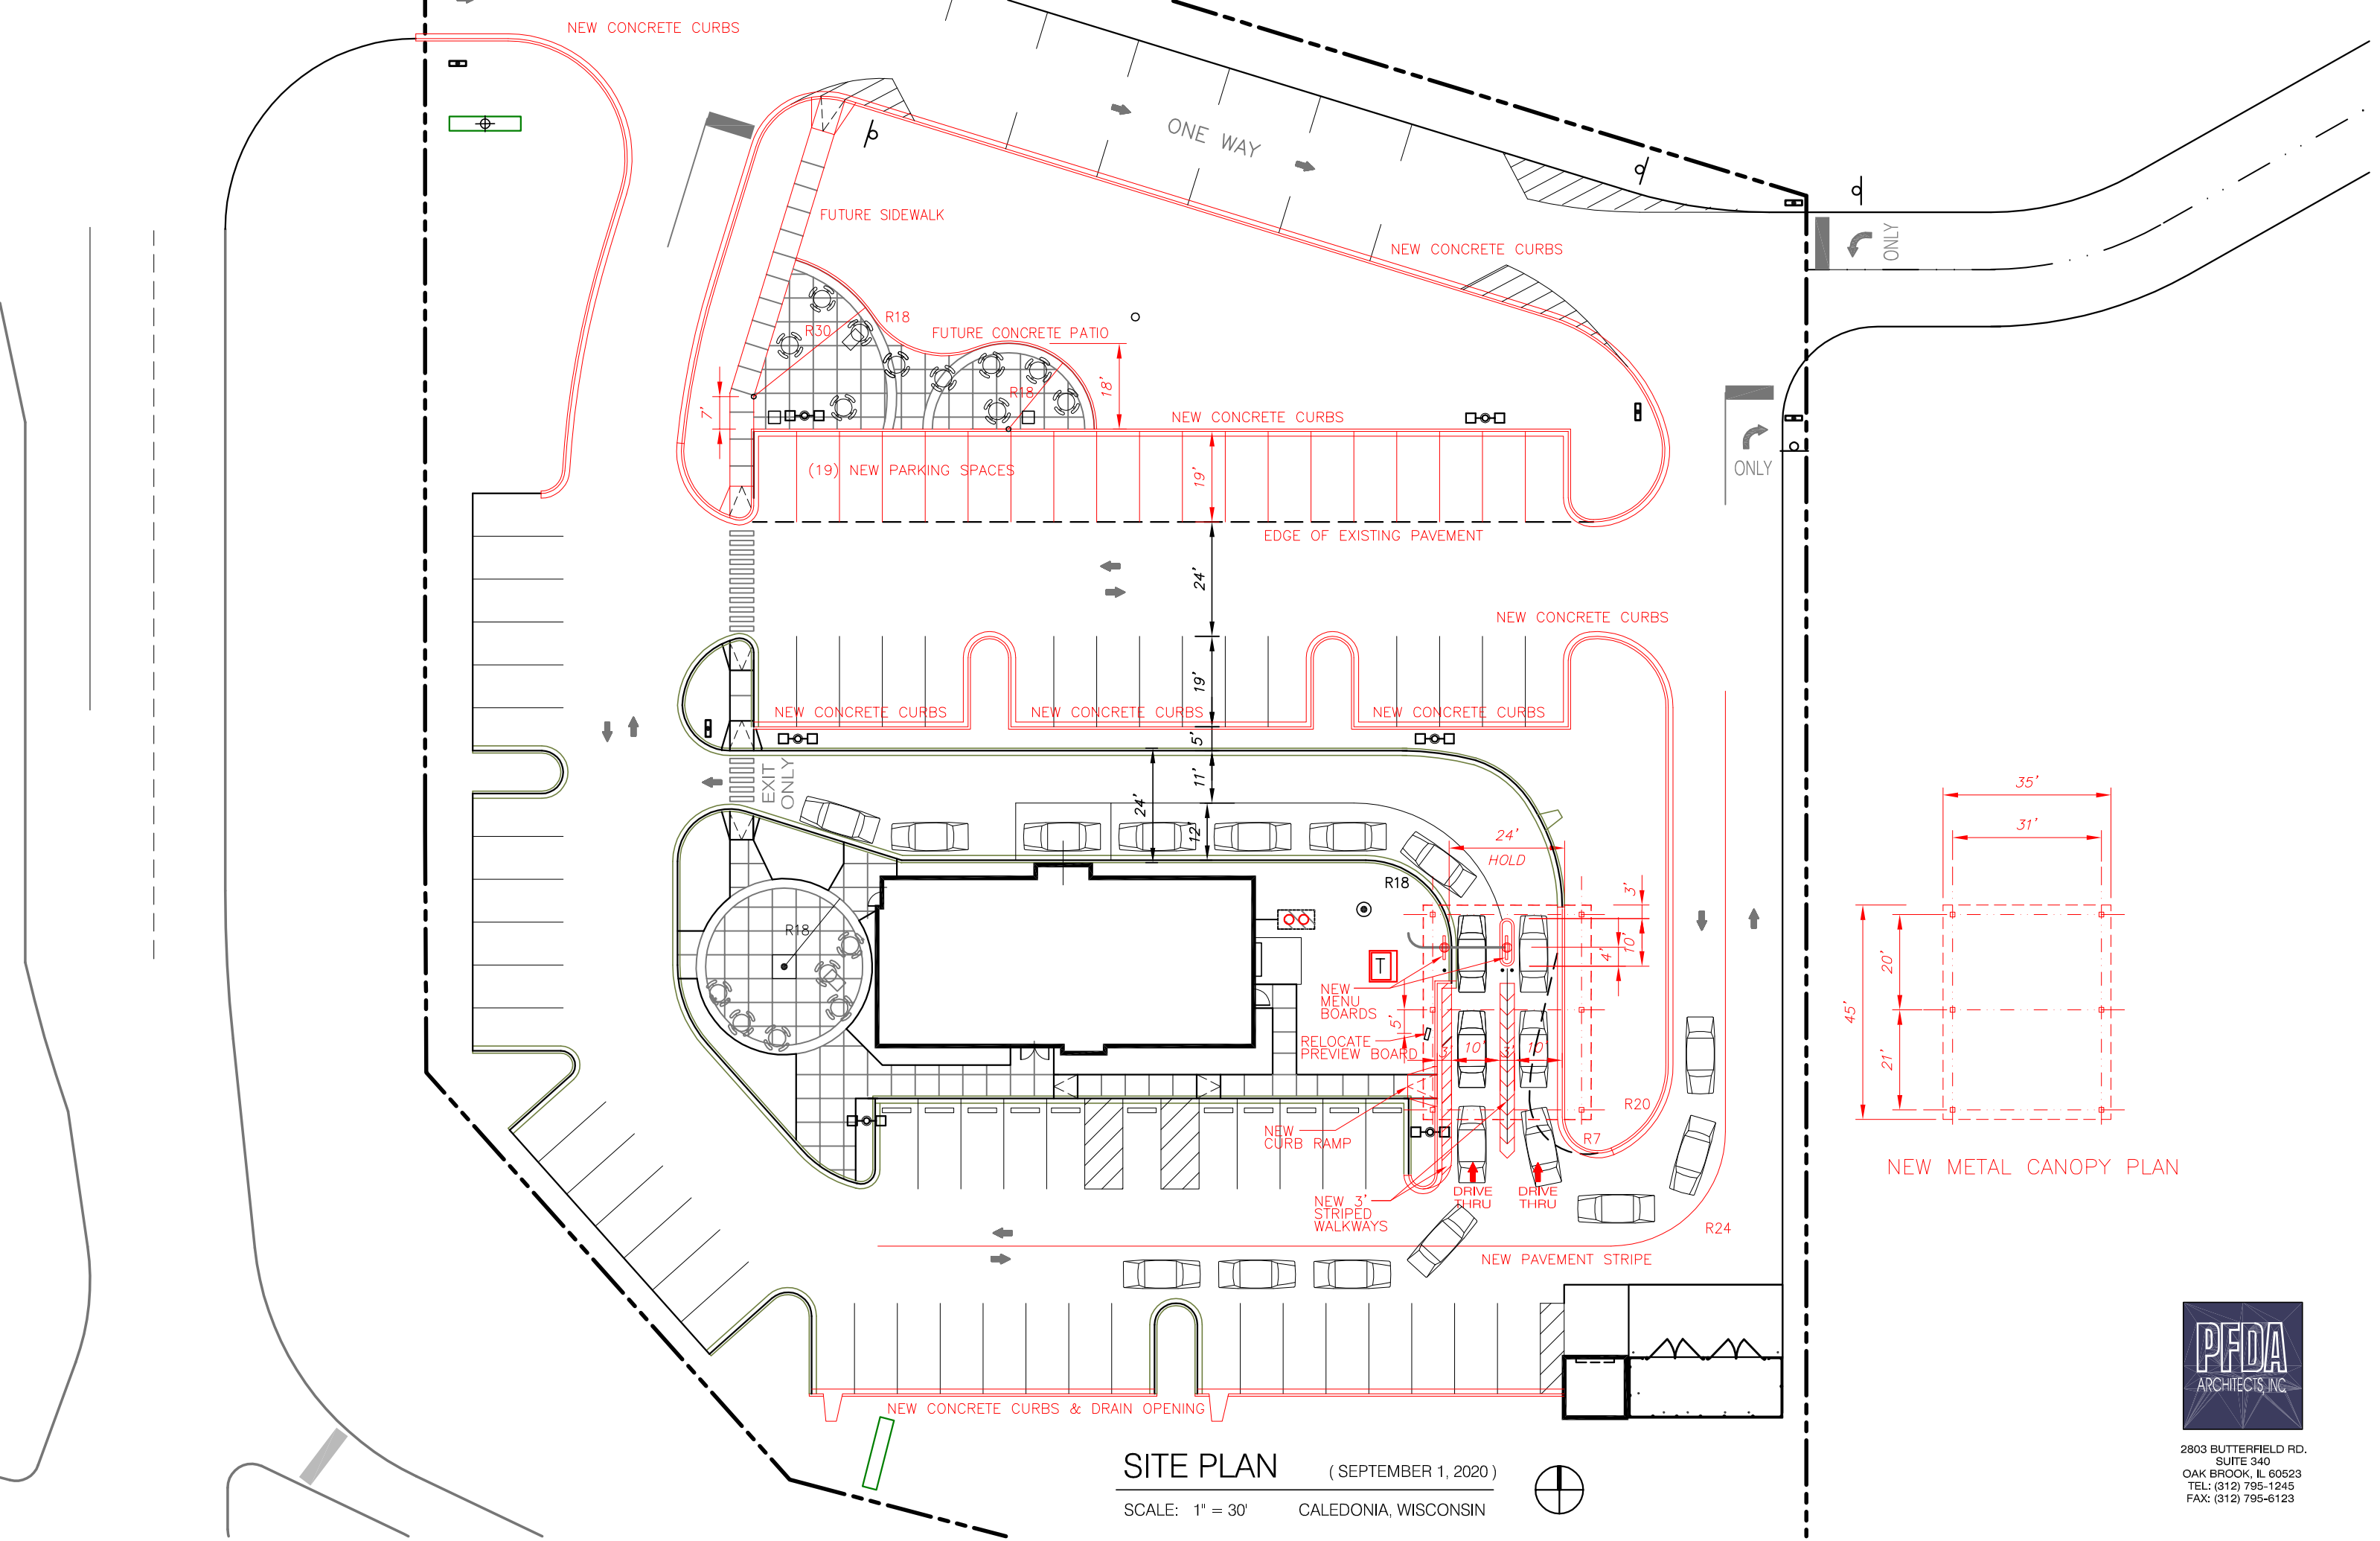 NEW CONCRETE CURBS
ONE WAY
FUTURE SIDEWALK
NEW CONCRETE CURBS
ONLY
R30
R18
FUTURE CONCRETE PATIO
R18
18'
7'
NEW CONCRETE CURBS
(19) NEW PARKING SPACES
19'
ONLY
EDGE OF EXISTING PAVEMENT
24'
NEW CONCRETE CURBS
19'
NEW CONCRETE CURBS
NEW CONCRETE CURBS
NEW CONCRETE CURBS
5'
EXIT
ONLY
11'
24'
12'
24'
HOLD
R18
3'
10'
4'
R18
T
NEW
MENU
BOARDS
5'
RELOCATE
PREVIEW BOARD
3'
10'
3'
10'
R20
NEW
CURB RAMP
R7
DRIVE
THRU
DRIVE
THRU
NEW 3'
STRIPED
WALKWAYS
R24
NEW PAVEMENT STRIPE
NEW CONCRETE CURBS & DRAIN OPENING
35'
31'
20'
45'
21'
NEW METAL CANOPY PLAN
SITE PLAN
( SEPTEMBER 1, 2020 )
SCALE: 1" = 30'
CALEDONIA, WISCONSIN
PFDA
ARCHITECTS, INC.
2803 BUTTERFIELD RD.
SUITE 340
OAK BROOK, IL 60523
TEL: (312) 795-1245
FAX: (312) 795-6123